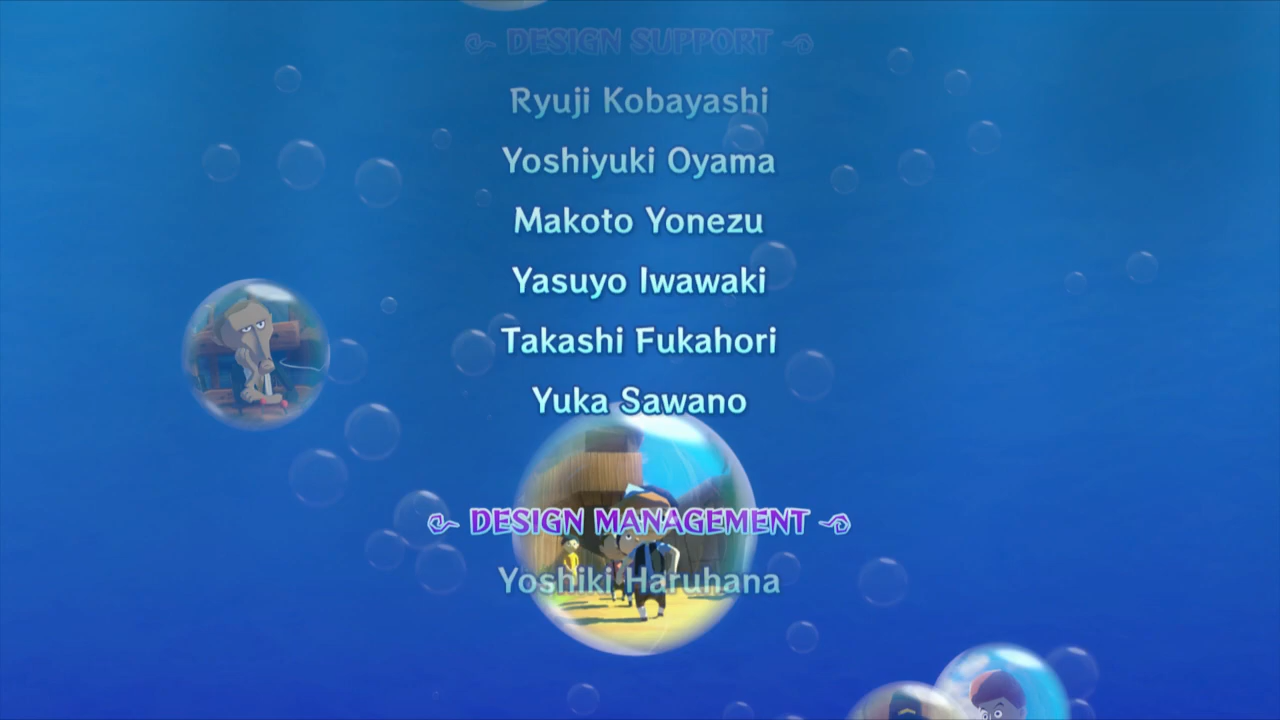 DESIGN SUPPORT
Ryuji Kobayashi
Yoshiyuki Oyama
Makoto Yonezu
Yasuyo Iwawaki
Takashi Fukahori
Yuka Sawano
DESIGN MANAGEMENT
Yoshiki Haruhana